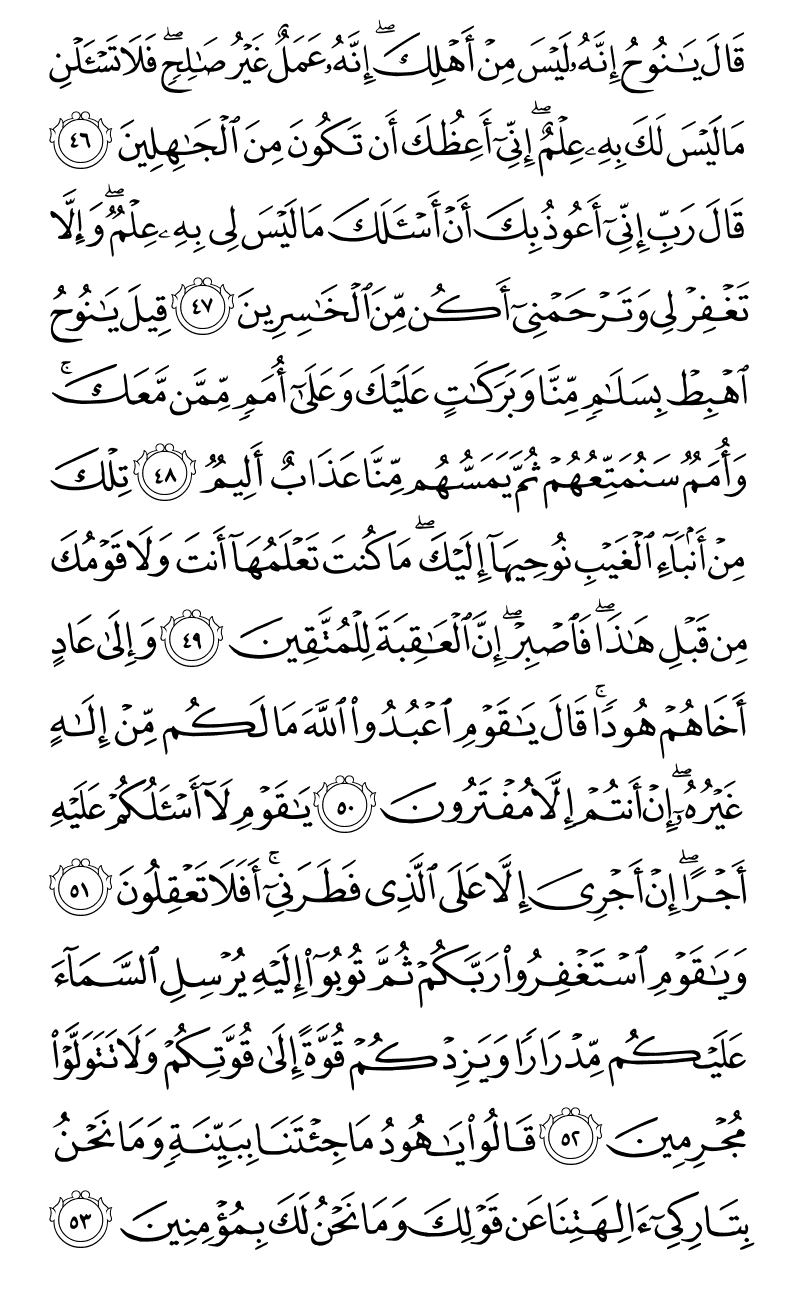 قَالَ يَـٰنُوحُ إِنَّهُۥ لَيۡسَ مِنۡ أَهۡلِكَۖ إِنَّهُۥ عَمَلٌ غَيۡرُ صَـٰلِحٖۖ فَلَا تَسۡـَٔلۡنِ
مَا لَيۡسَ لَكَ بِهِۦ عِلۡمٌۖ إِنِّيٓ أَعِظُكَ أَن تَكُونَ مِنَ ٱلۡجَـٰهِلِينَ ٤٦
قَالَ رَبِّ إِنِّيٓ أَعُوذُ بِكَ أَنۡ أَسۡـَٔلَكَ مَا لَيۡسَ لِي بِهِۦ عِلۡمٞۖ وَإِلَّا
تَغۡفِرۡ لِي وَتَرۡحَمۡنِيٓ أَكُن مِّنَ ٱلۡخَـٰسِرِينَ ٤٧ قِيلَ يَـٰنُوحُ
ٱهۡبِطۡ بِسَلَـٰمٖ مِّنَّا وَبَرَكَـٰتٍ عَلَيۡكَ وَعَلَىٰٓ أُمَمٖ مِّمَّن مَّعَكَۚ
وَأُمَمٞ سَنُمَتِّعُهُمۡ ثُمَّ يَمَسُّهُم مِّنَّا عَذَابٌ أَلِيمٞ ٤٨ تِلۡكَ
مِنۡ أَنۢبَآءِ ٱلۡغَيۡبِ نُوحِيهَآ إِلَيۡكَۖ مَا كُنتَ تَعۡلَمُهَآ أَنتَ وَلَا قَوۡمُكَ
مِن قَبۡلِ هَـٰذَاۖ فَٱصۡبِرۡۖ إِنَّ ٱلۡعَـٰقِبَةَ لِلۡمُتَّقِينَ ٤٩ وَإِلَىٰ عَادٍ
أَخَاهُمۡ هُودٗاۚ قَالَ يَـٰقَوۡمِ ٱعۡبُدُواْ ٱللَّهَ مَا لَكُم مِّنۡ إِلَـٰهٍ
غَيۡرُهُۥٓۖ إِنۡ أَنتُمۡ إِلَّا مُفۡتَرُونَ ٥٠ يَـٰقَوۡمِ لَآ أَسۡـَٔلُكُمۡ عَلَيۡهِ
أَجۡرًاۖ إِنۡ أَجۡرِيَ إِلَّا عَلَى ٱلَّذِي فَطَرَنِيٓۚ أَفَلَا تَعۡقِلُونَ ٥١
وَيَـٰقَوۡمِ ٱسۡتَغۡفِرُواْ رَبَّكُمۡ ثُمَّ تُوبُوٓاْ إِلَيۡهِ يُرۡسِلِ ٱلسَّمَآءَ
عَلَيۡكُم مِّدۡرَارٗا وَيَزِدۡكُمۡ قُوَّةً إِلَىٰ قُوَّتِكُمۡ وَلَا تَتَوَلَّوۡاْ
مُجۡرِمِينَ ٥٢ قَالُواْ يَـٰهُودُ مَا جِئۡتَنَا بِبَيِّنَةٖ وَمَا نَحۡنُ
بِتَارِكِيٓ ءَالِهَتِنَا عَن قَوۡلِكَ وَمَا نَحۡنُ لَكَ بِمُؤۡمِنِينَ ٥٣